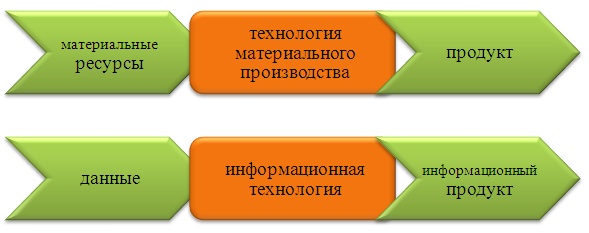 материальные
ресурсы
технология
материального
производства
продукт
данные
информационная
технология
информационный
продукт